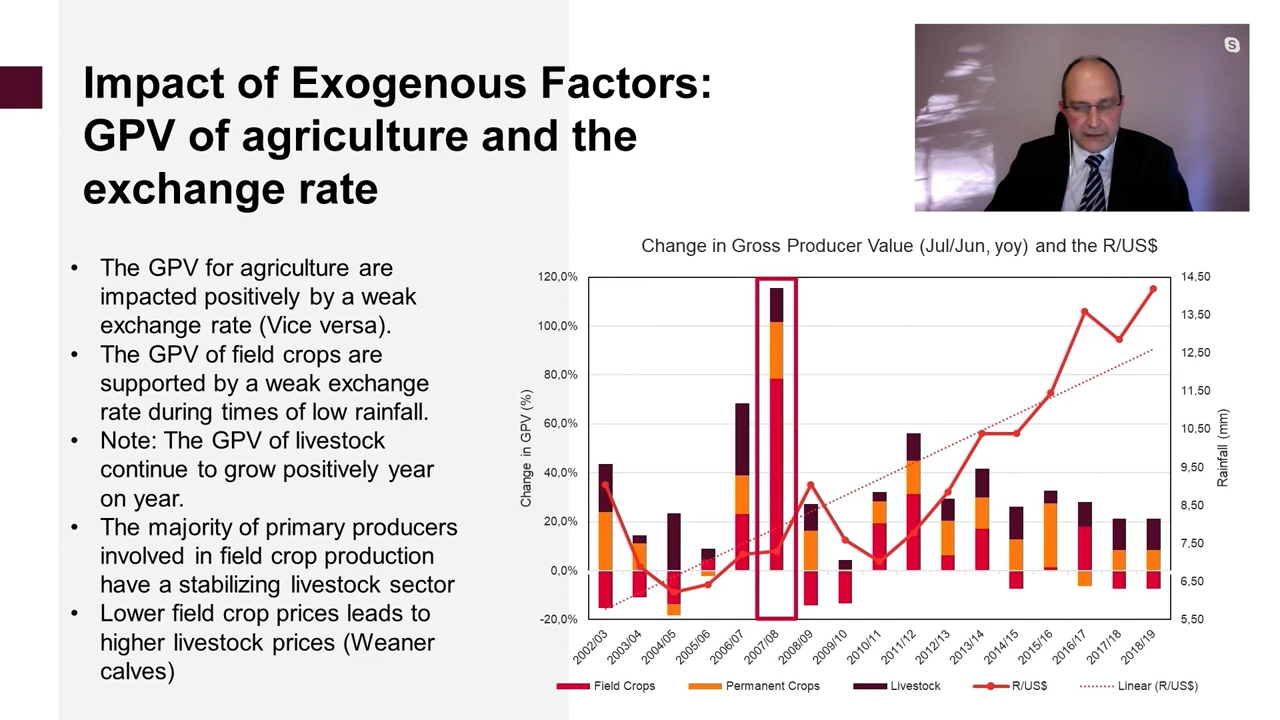 Impact of Exogenous Factors:
GPV of agriculture and the
exchange rate
• The GPV for agriculture are
impacted positively by a weak
exchange rate (Vice versa).
• The GPV of field crops are
supported by a weak exchange
rate during times of low rainfall.
• Note: The GPV of livestock
continue to grow positively year
on year.
• The majority of primary producers
involved in field crop production
have a stabilizing livestock sector
• Lower field crop prices leads to
higher livestock prices (Weaner
calves)
S
Change in Gross Producer Value (Jul/Jun, yoy) and the R/US$
Change in GPV (%)
120,0%
100,0%
80,0%
60,0%
40,0%
20,0%
0,0%
-20,0%
14,50
13,50
12,50
11,50
10,50
9,50
8,50
7,50
6,50
5,50
Rainfall (mm)
2002/03
2003/04
2004/05
2005/06
2006/07
2007/08
2008/09
2009/10
2010/11
2011/12
2012/13
2013/14
2014/15
2015/16
2016/17
2017/18
2018/19
Field Crops
Permanent Crops
Livestock
R/US$
Linear (R/US$)